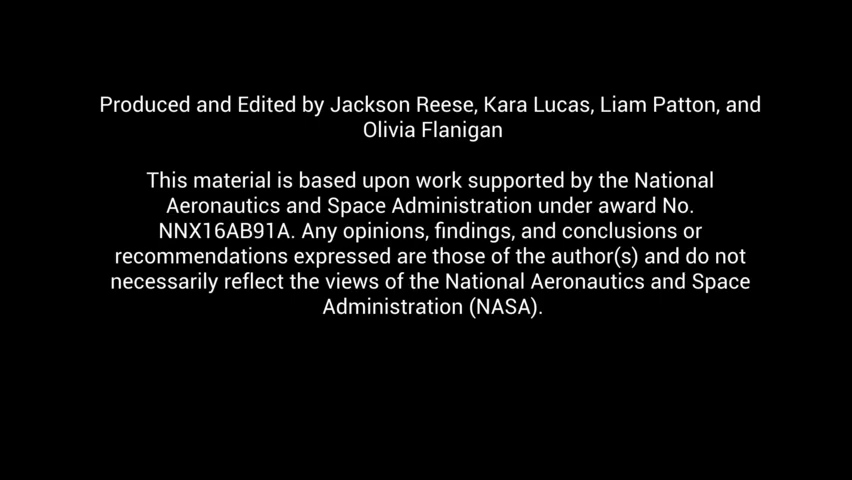 Produced and Edited by Jackson Reese, Kara Lucas, Liam Patton, and
Olivia Flanigan
This material is based upon work supported by the National
Aeronautics and Space Administration under award No.
NNX16AB91A. Any opinions, findings, and conclusions or
recommendations expressed are those of the author(s) and do not
necessarily reflect the views of the National Aeronautics and Space
Administration (NASA).